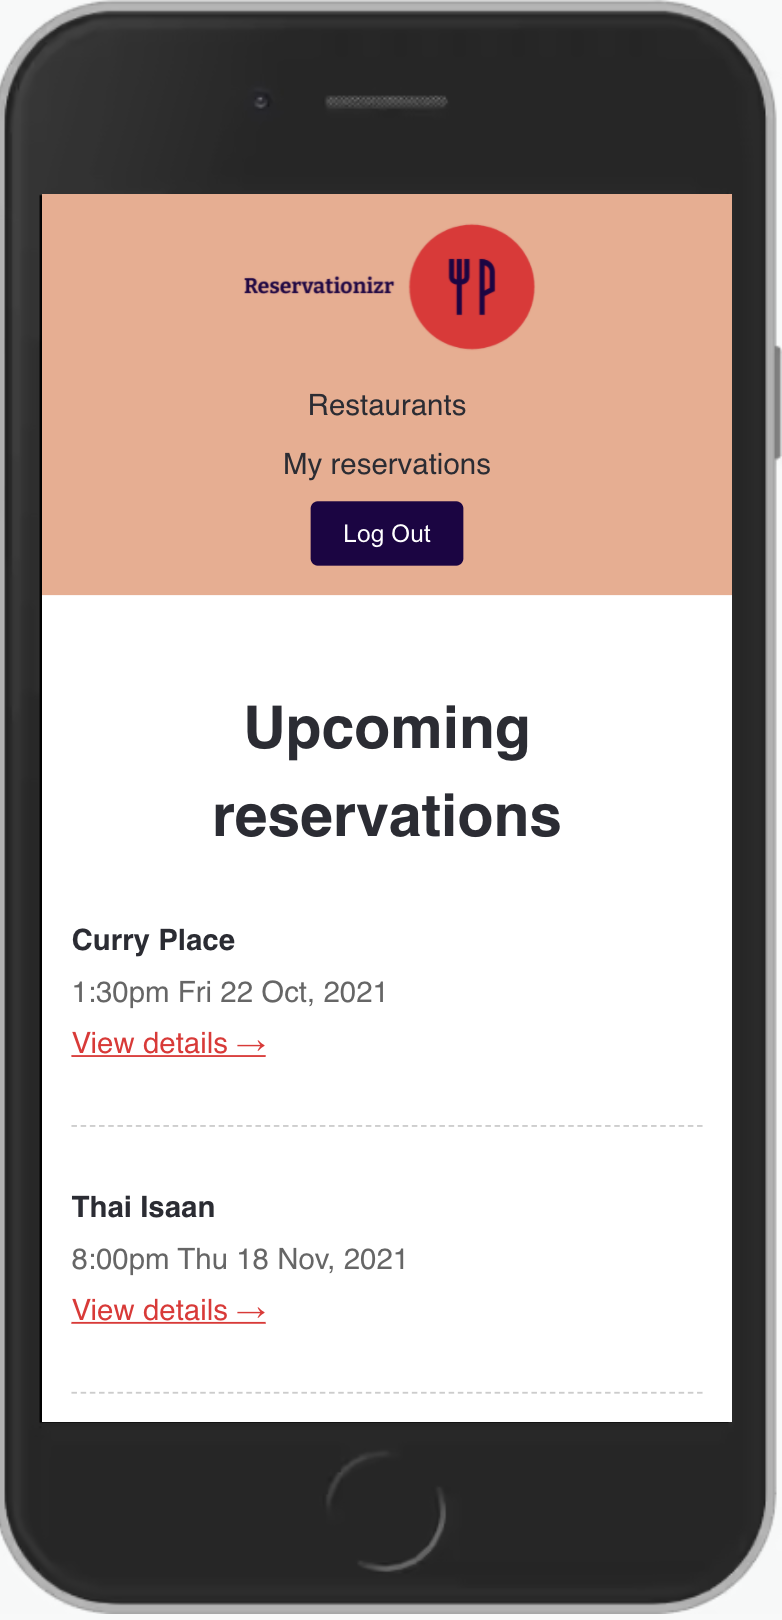 Reservationizr
Restaurants
My reservations
Log Out
Upcoming
reservations
Curry Place
1:30pm Fri 22 Oct, 2021
View details →
Thai Isaan
8:00pm Thu 18 Nov, 2021
View details →